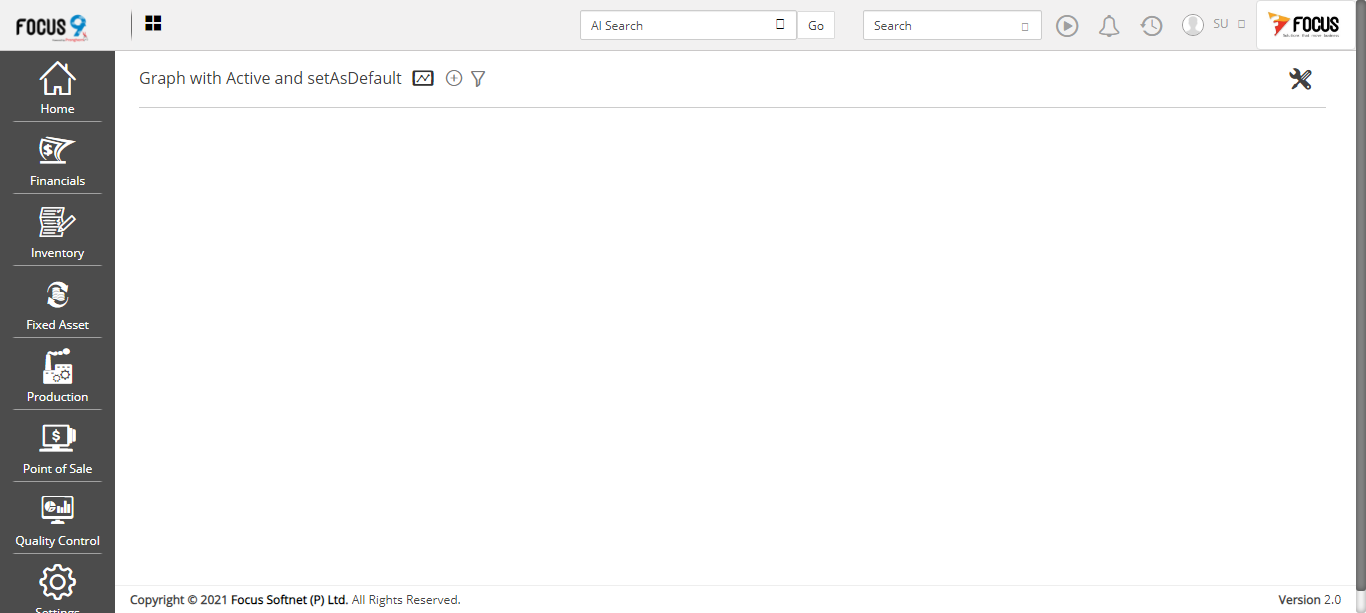 FOCUS 9
AI Search
Go
Search
SU
FOCUS
Graph with Active and setAsDefault
Home
Financials
Inventory
Fixed Asset
Production
Point of Sale
Quality Control
Settings
Copyright © 2021 Focus Softnet (P) Ltd. All Rights Reserved.
Version 2.0